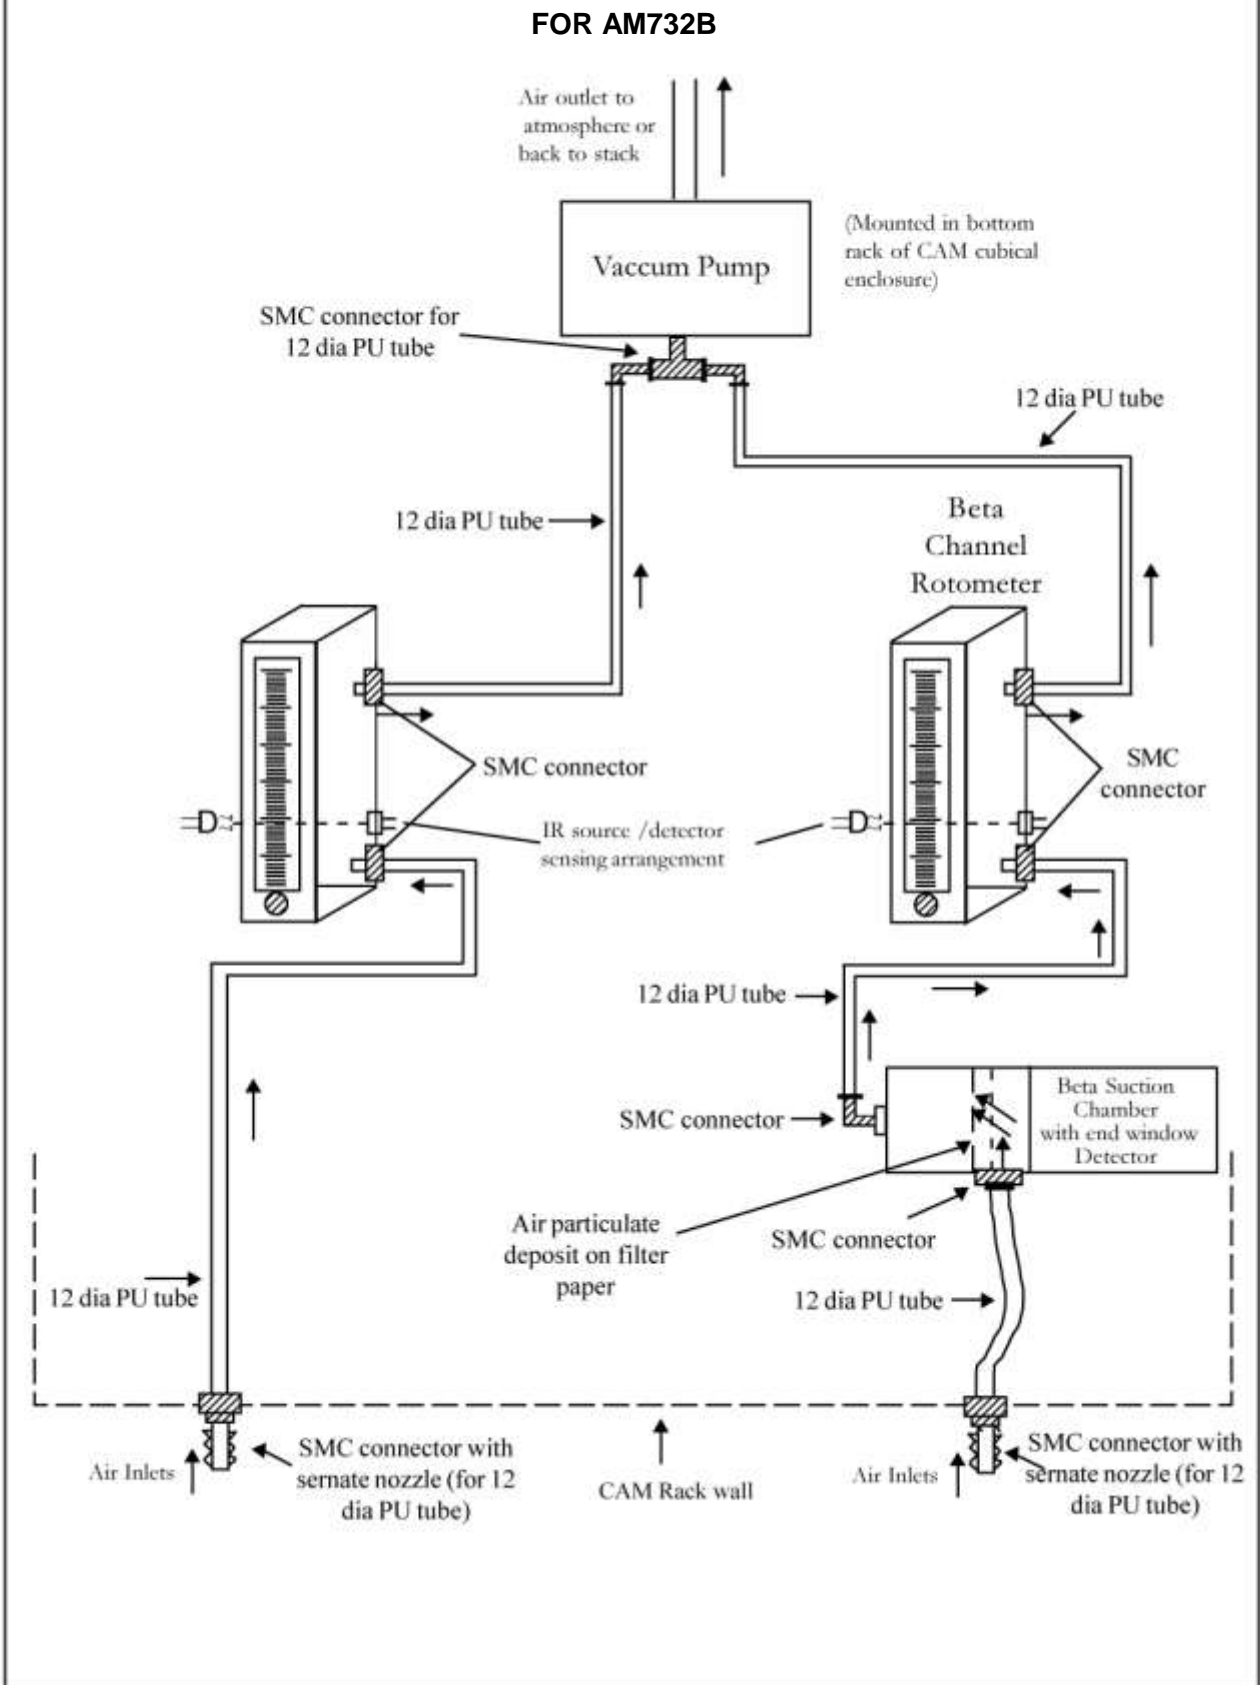 FOR AM732B
Air outlet to
atmosphere or
back to stack
Vaccum Pump
(Mounted in bottom
rack of CAM cubical
enclosure)
SMC connector for
12 dia PU tube
12 dia PU tube
12 dia PU tube
Beta
Channel
Rotometer
SMC connector
SMC
connector
IR source /detector
sensing arrangement
12 dia PU tube
SMC connector
Beta Suction
Chamber
with end window
Detector
Air particulate
deposit on filter
paper
SMC connector
12 dia PU tube
12 dia PU tube
Air Inlets
SMC connector with
sernate nozzle (for 12
dia PU tube)
CAM Rack wall
Air Inlets
SMC connector with
sernate nozzle (for 12
dia PU tube)